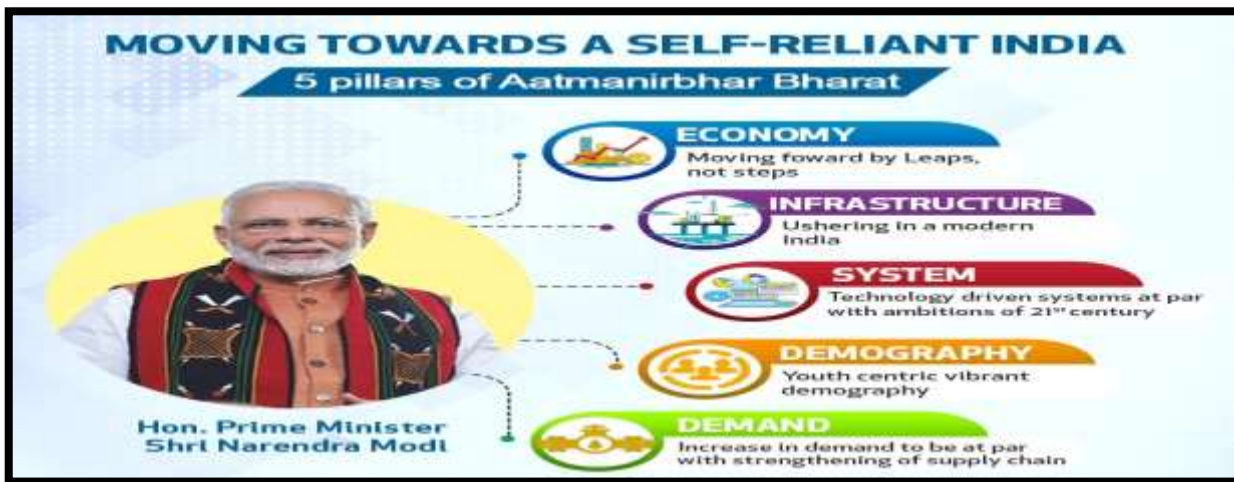 MOVING TOWARDS A SELF-RELIANT INDIA
5 pillars of Aatmanirbhar Bharat
ECONOMY
Moving foward by Leaps,
not steps
INFRASTRUCTURE
Ushering in a modern
India
SYSTEM
Technology driven systems at par
with ambitions of 21st century
DEMOGRAPHY
Youth centric vibrant
demography
DEMAND
Increase in demand to be at par
with strengthening of supply chain
Hon. Prime Minister
Shri Narendra Modi